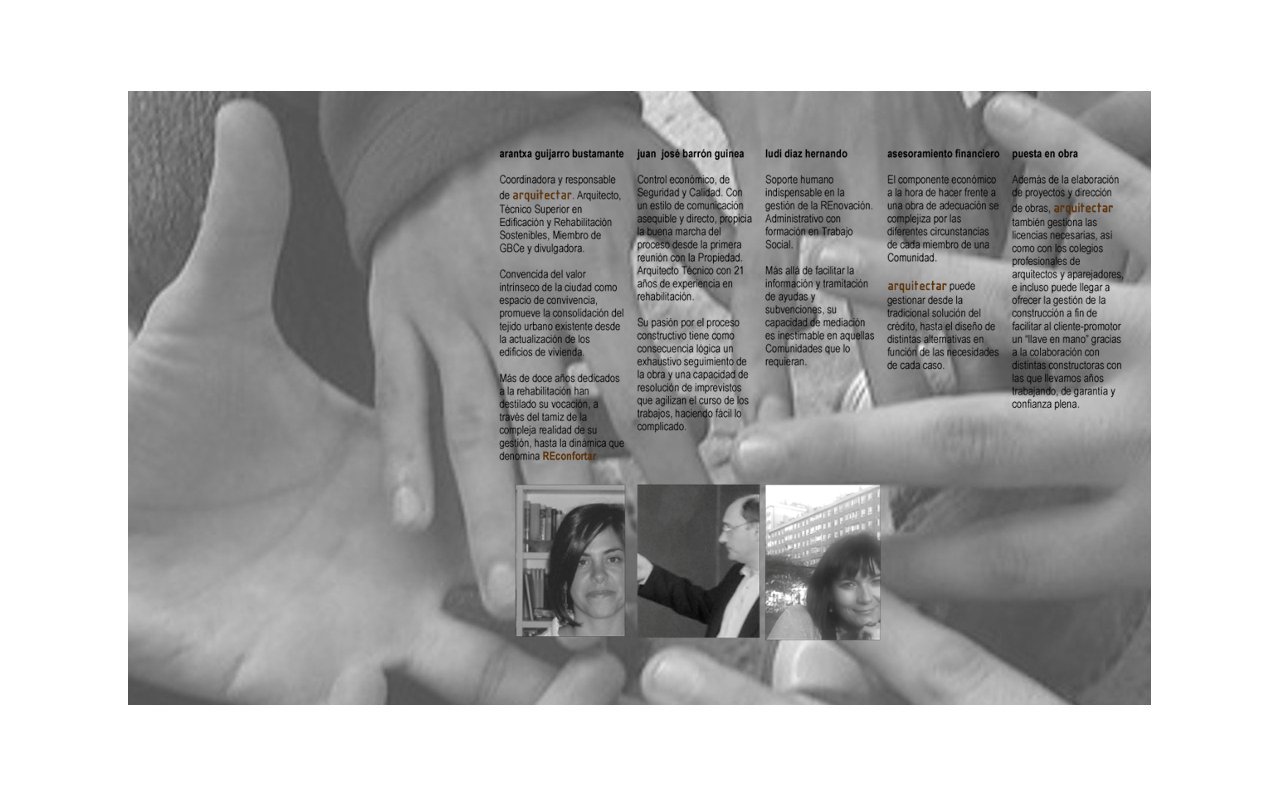 arantxa guijarro bustamante
Coordinadora y responsable
de arquitectar. Arquitecto,
Técnico Superior en
Edificación y Rehabilitación
Sostenibles, Miembro de
GBCe y divulgadora.
Convencida del valor
intrínseco de la ciudad como
espacio de convivencia,
promueve la consolidación del
tejido urbano existente desde
la actualización de los
edificios de vivienda.
Más de doce años dedicados
a la rehabilitación han
destilado su vocación, a
través del tamiz de la
compleja realidad de su
gestión, hasta la dinámica que
denomina REconfortar
juan josé barrón guinea
Control económico, de
Seguridad y Calidad. Con
un estilo de comunicación
asequible y directo, propicia
la buena marcha del
proceso desde la primera
reunión con la Propiedad.
Arquitecto Técnico con 21
años de experiencia en
rehabilitación.
Su pasión por el proceso
constructivo tiene como
consecuencia lógica un
exhaustivo seguimiento de
la obra y una capacidad de
resolución de imprevistos
que agilizan el curso de los
trabajos, haciendo fácil lo
complicado.
ludi diaz hernando
Soporte humano
indispensable en la
gestión de la REnovación.
Administrativo con
formación en Trabajo
Social.
Más allá de facilitar la
información y tramitación
de ayudas y
subvenciones, su
capacidad de mediación
es inestimable en aquellas
Comunidades que lo
requieran.
asesoramiento financiero
El componente económico
a la hora de hacer frente a
una obra de adecuación se
complejiza por las
diferentes circunstancias
de cada miembro de una
Comunidad.
arquitectar puede
gestionar desde la
tradicional solución del
crédito, hasta el diseño de
distintas alternativas en
función de las necesidades
de cada caso.
puesta en obra
Además de la elaboración
de proyectos y dirección
de obras, arquitectar
también gestiona las
licencias necesarias, así
como con los colegios
profesionales de
arquitectos y aparejadores,
e incluso puede llegar a
ofrecer la gestión de la
construcción a fin de
facilitar al cliente-promotor
un "llave en mano" gracias
a la colaboración con
distintas constructoras con
las que llevamos años
trabajando, de garantía y
confianza plena.